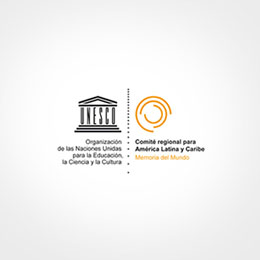 UNESCO
Organización
de las Naciones Unidas
para la Educación,
la Ciencia y la Cultura
Comité regional para
América Latina y Caribe
Memoria del Mundo